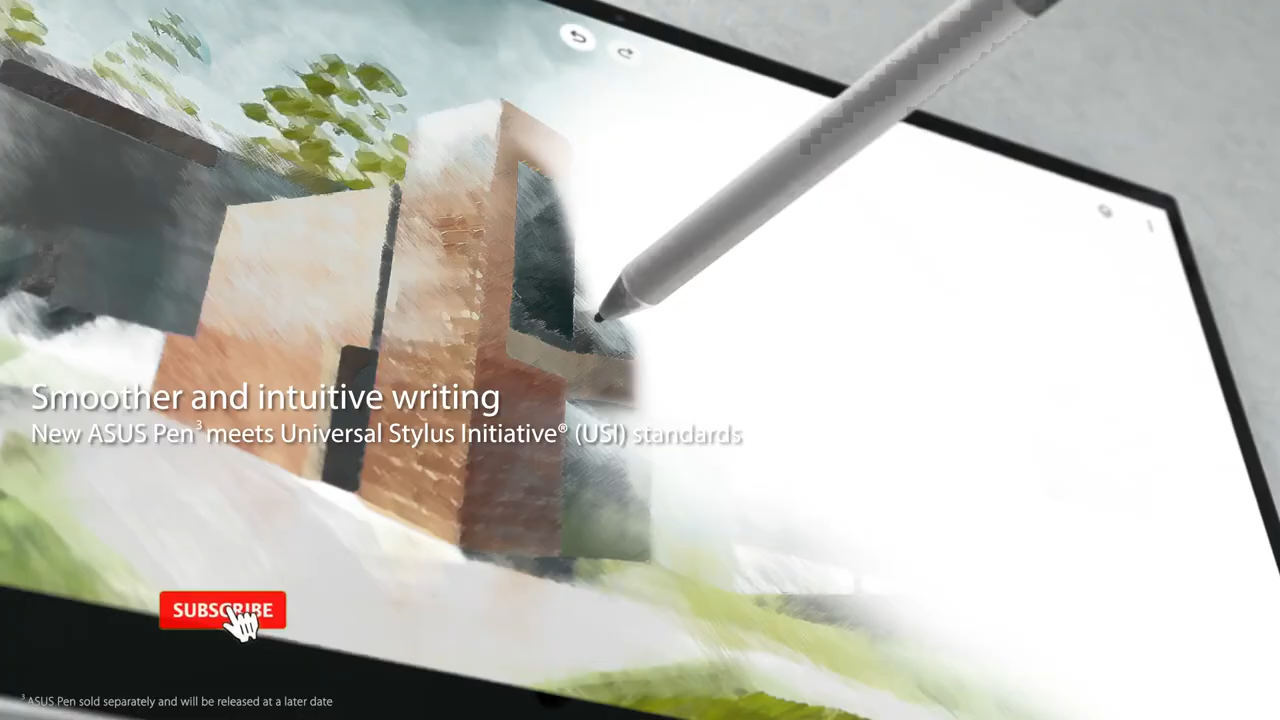 Smoother and intuitive writing
New ASUS Pen³ meets Universal Stylus Initiative® (USI) standards
SUBSCRIBE
³ ASUS Pen sold separately and will be released at a later date